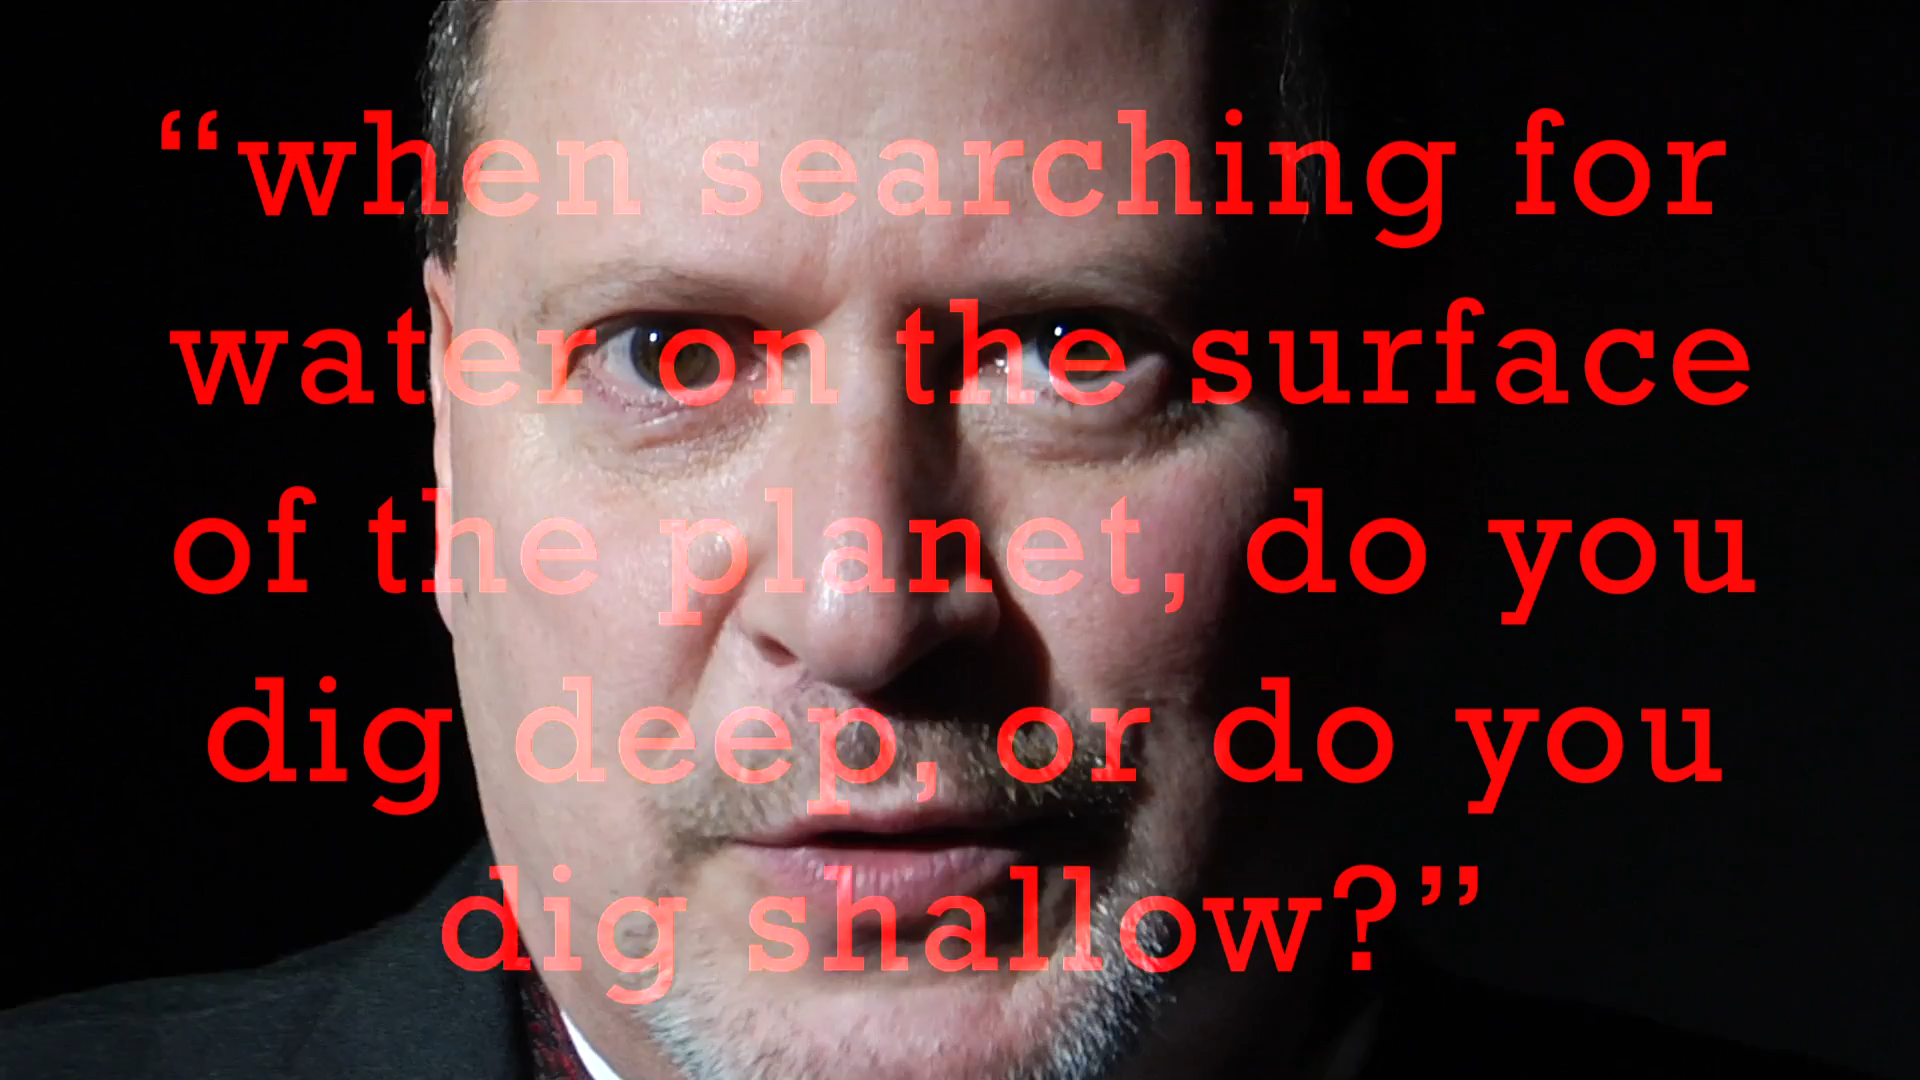 “when searching for
water on the surface
of the planet, do you
dig deep, or do you
dig shallow?”